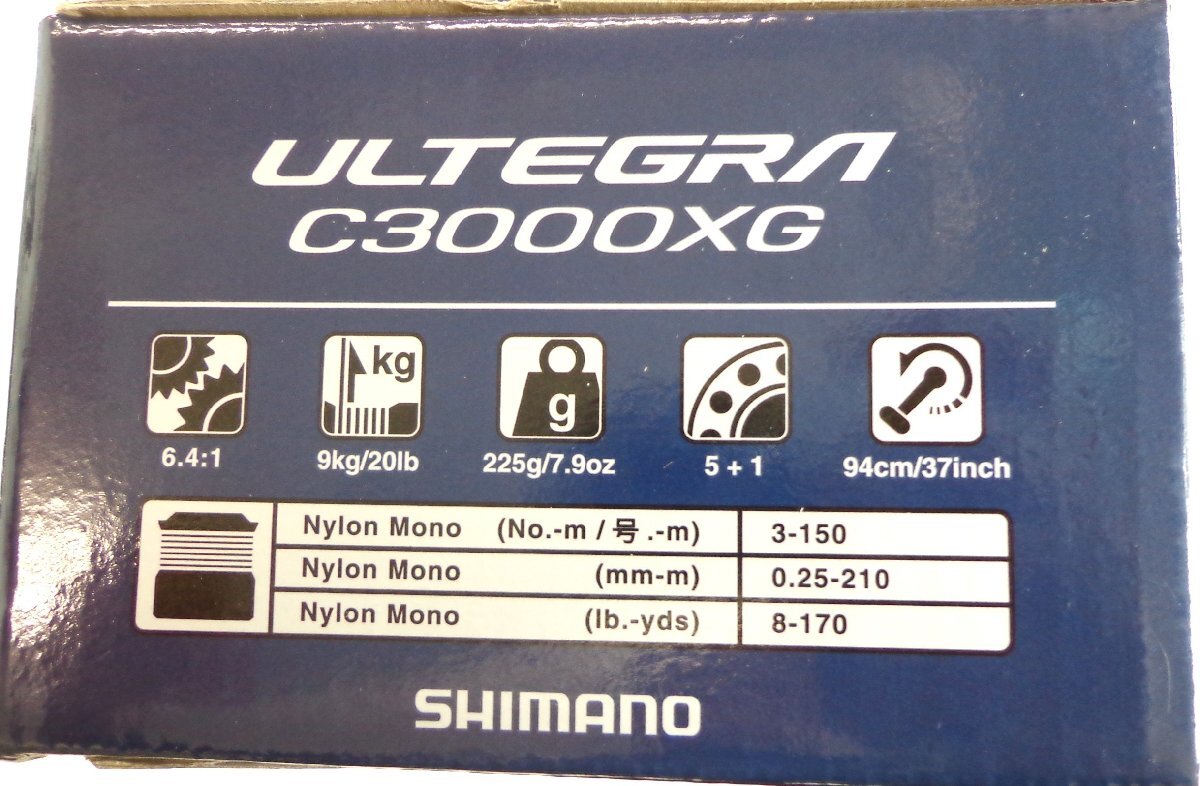 ULTEGRA
C3000XG
kg
g
6.4:1 9kg/20lb 225g/7.9oz 5 + 1 94cm/37inch
Nylon Mono (No.-m / 号 .-m) 3-150
Nylon Mono (mm-m) 0.25-210
Nylon Mono (lb.-yds) 8-170
SHIMANO